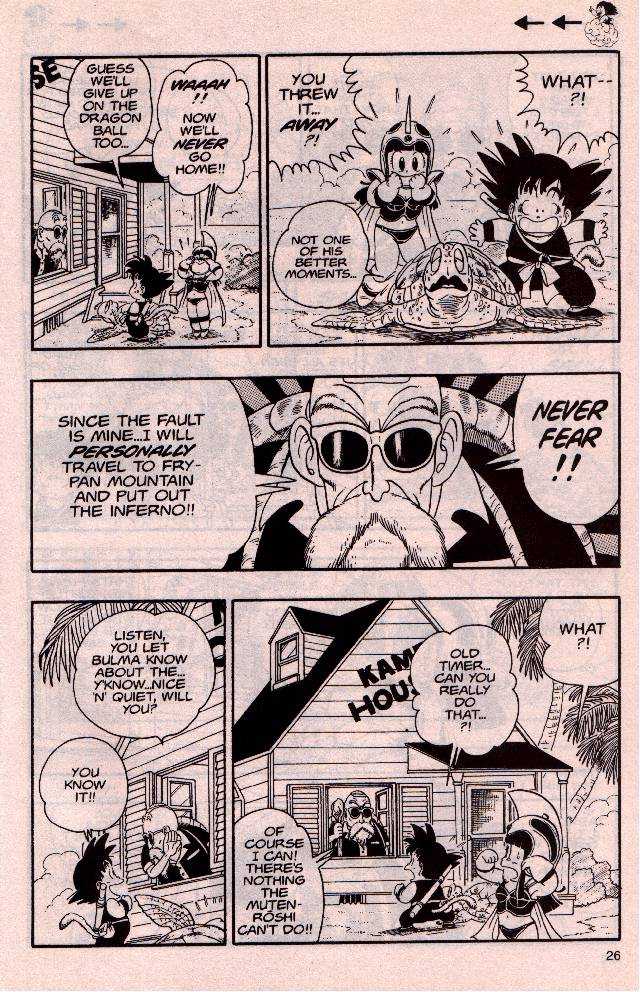 WHAT--
?!
YOU
THREW
IT...
AWAY
?!
NOT ONE
OF HIS
BETTER
MOMENTS...
WAAAH
!!
NOW
WE'LL
NEVER
GO
HOME!!
GUESS
WE'LL
GIVE UP
ON THE
DRAGON
BALL
TOO...
SE
NEVER
FEAR
!!
SINCE THE FAULT
IS MINE...I WILL
PERSONALLY
TRAVEL TO FRY-
PAN MOUNTAIN
AND PUT OUT
THE INFERNO!!
WHAT
?!
OLD
TIMER...
CAN YOU
REALLY
DO
THAT...
?!
KAM
HOUS
OF
COURSE
I CAN!
THERE'S
NOTHING
THE
MUTEN-
ROSHI
CAN'T DO!!
LISTEN,
YOU LET
BULMA KNOW
ABOUT THE...
Y'KNOW...NICE
N' QUIET, WILL
YOU?
YOU
KNOW
IT!!
26